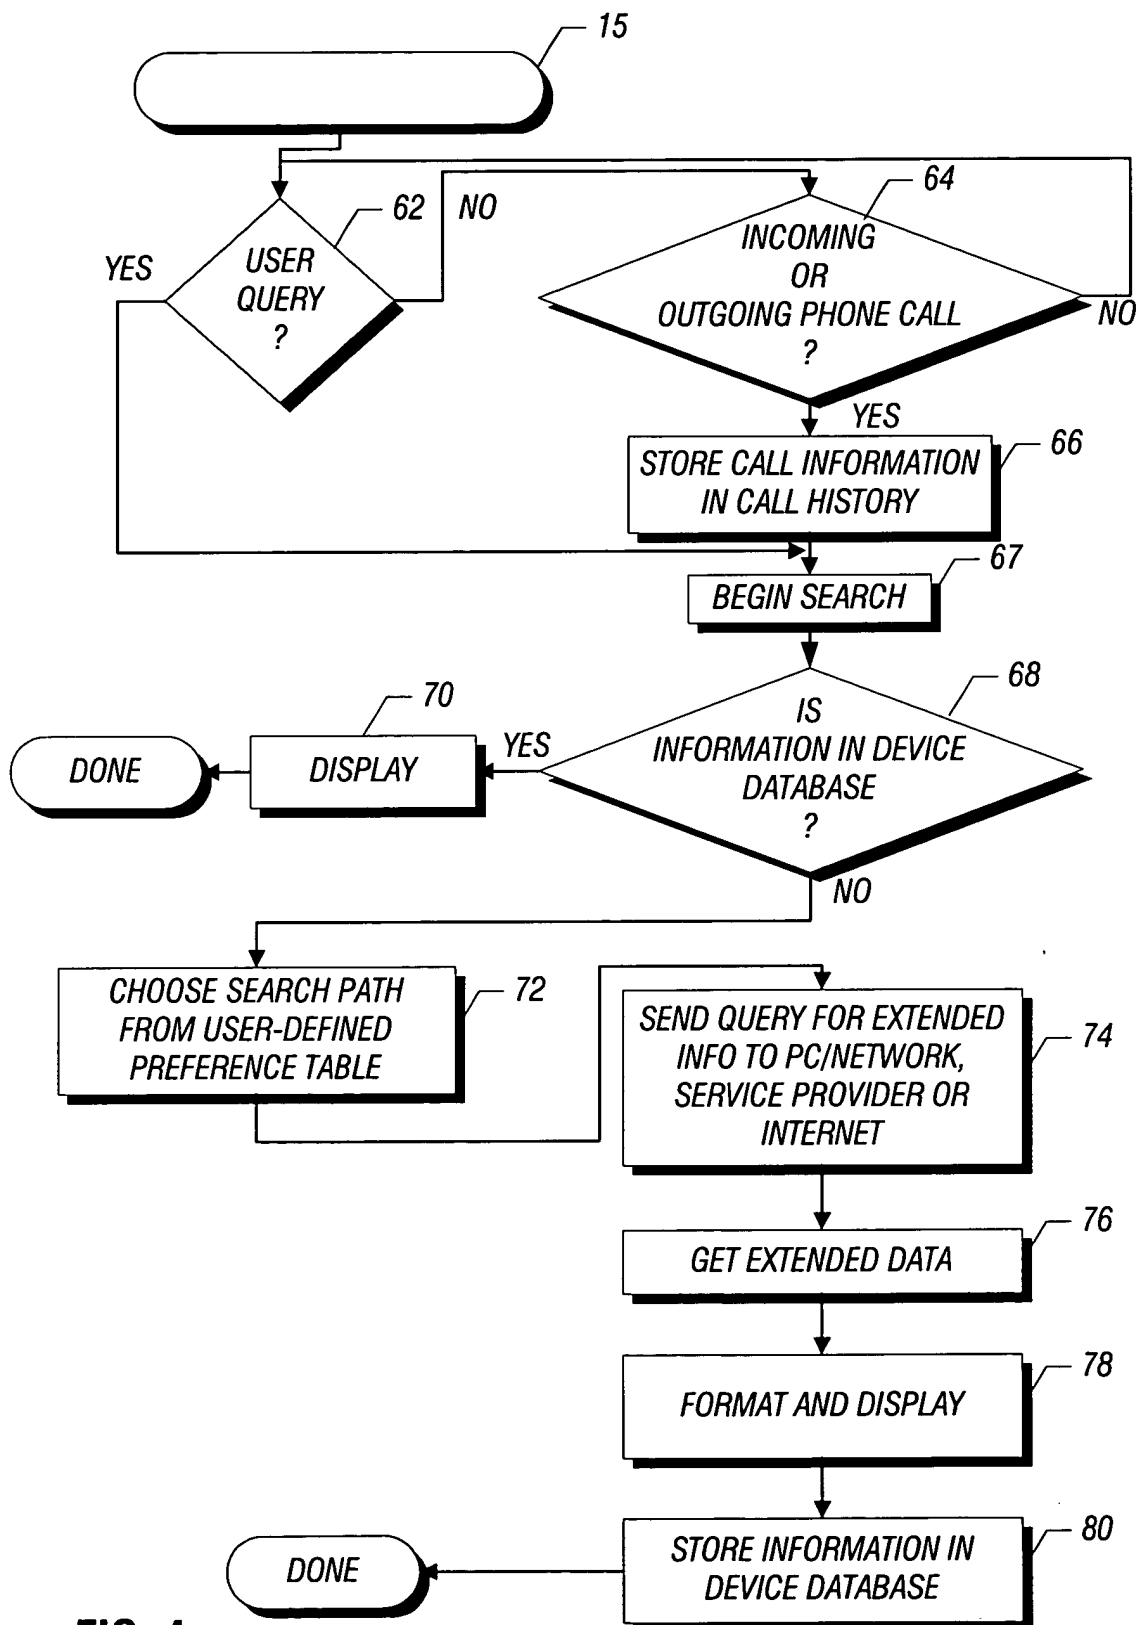 15
62
NO
64
YES
USER
QUERY
?
INCOMING
OR
OUTGOING PHONE CALL
?
NO
YES
STORE CALL INFORMATION
IN CALL HISTORY
66
67
BEGIN SEARCH
68
70
IS
INFORMATION IN DEVICE
DATABASE
?
YES
DONE
DISPLAY
NO
CHOOSE SEARCH PATH
FROM USER-DEFINED
PREFERENCE TABLE
72
SEND QUERY FOR EXTENDED
INFO TO PC/NETWORK,
SERVICE PROVIDER OR
INTERNET
74
76
GET EXTENDED DATA
78
FORMAT AND DISPLAY
80
STORE INFORMATION IN
DEVICE DATABASE
DONE